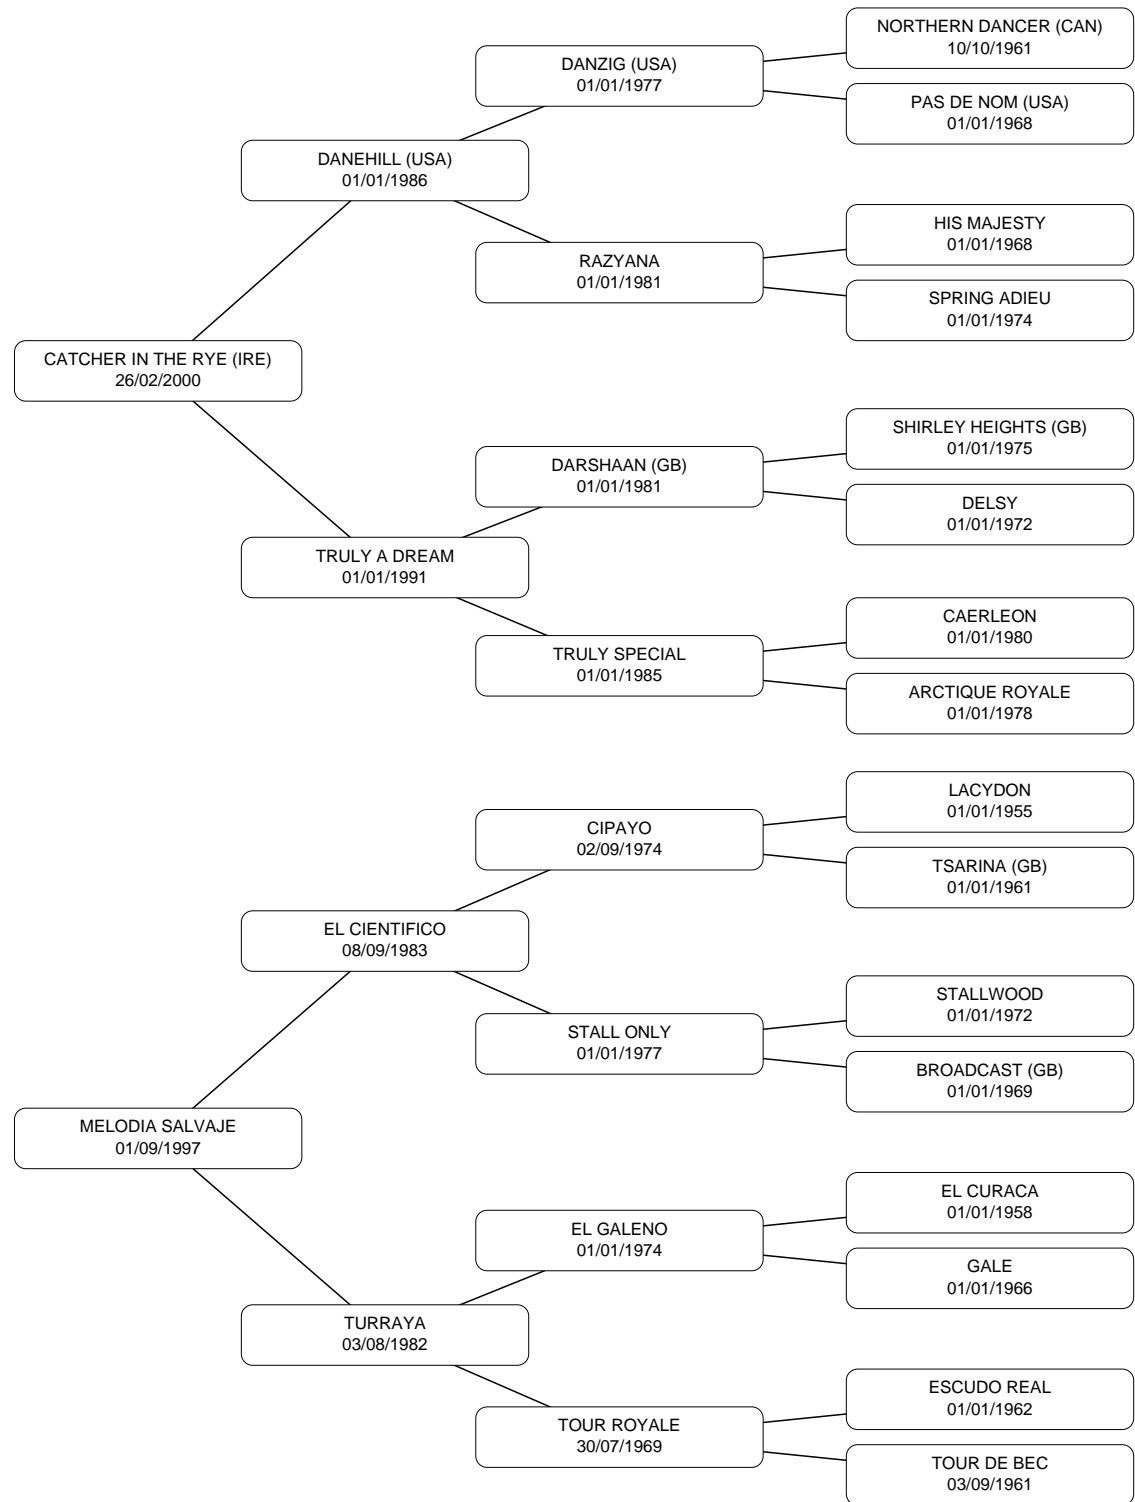 NORTHERN DANCER (CAN)
10/10/1961
DANZIG (USA)
01/01/1977
PAS DE NOM (USA)
01/01/1968
DANEHILL (USA)
01/01/1986
HIS MAJESTY
01/01/1968
RAZYANA
01/01/1981
SPRING ADIEU
01/01/1974
CATCHER IN THE RYE (IRE)
26/02/2000
SHIRLEY HEIGHTS (GB)
01/01/1975
DARSHAAN (GB)
01/01/1981
DELSY
01/01/1972
TRULY A DREAM
01/01/1991
CAERLEON
01/01/1980
TRULY SPECIAL
01/01/1985
ARCTIQUE ROYALE
01/01/1978
LACYDON
01/01/1955
CIPAYO
02/09/1974
TSARINA (GB)
01/01/1961
EL CIENTIFICO
08/09/1983
STALLWOOD
01/01/1972
STALL ONLY
01/01/1977
BROADCAST (GB)
01/01/1969
MELODIA SALVAJE
01/09/1997
EL CURACA
01/01/1958
EL GALENO
01/01/1974
GALE
01/01/1966
TURRAYA
03/08/1982
ESCUDO REAL
01/01/1962
TOUR ROYALE
30/07/1969
TOUR DE BEC
03/09/1961